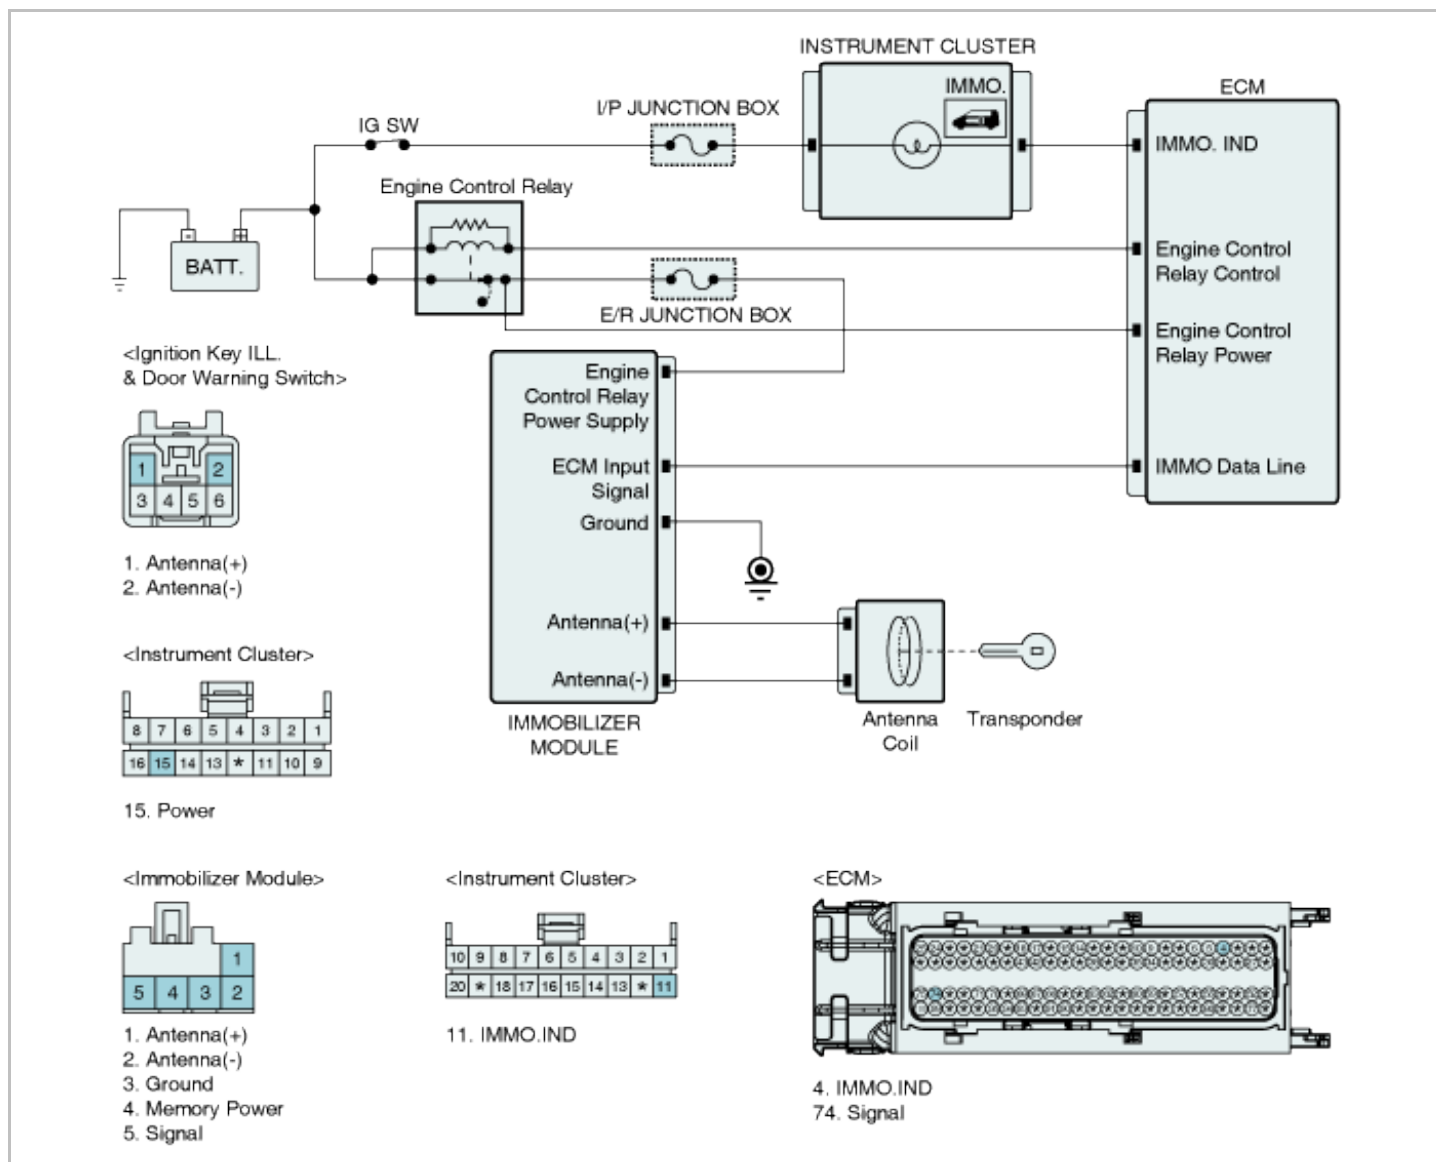 INSTRUMENT CLUSTER
IMMO.
ECM
I/P JUNCTION BOX
IG SW
IMMO. IND
Engine Control Relay
- +
BATT.
Engine Control
Relay Control
E/R JUNCTION BOX
Engine Control
Relay Power
<Ignition Key ILL.
& Door Warning Switch>
Engine
Control Relay
Power Supply
1 2
3 4 5 6
ECM Input
Signal
IMMO Data Line
Ground
1. Antenna(+)
2. Antenna(-)
Antenna(+)
Antenna(-)
IMMOBILIZER
MODULE
Antenna
Coil
Transponder
<Instrument Cluster>
8 7 6 5 4 3 2 1
16 15 14 13 * 11 10 9
15. Power
<Immobilizer Module>
1
5 4 3 2
1. Antenna(+)
2. Antenna(-)
3. Ground
4. Memory Power
5. Signal
<Instrument Cluster>
10 9 8 7 6 5 4 3 2 1
20 * 18 17 16 15 14 13 * 11
11. IMMO.IND
<ECM>
4. IMMO.IND
74. Signal